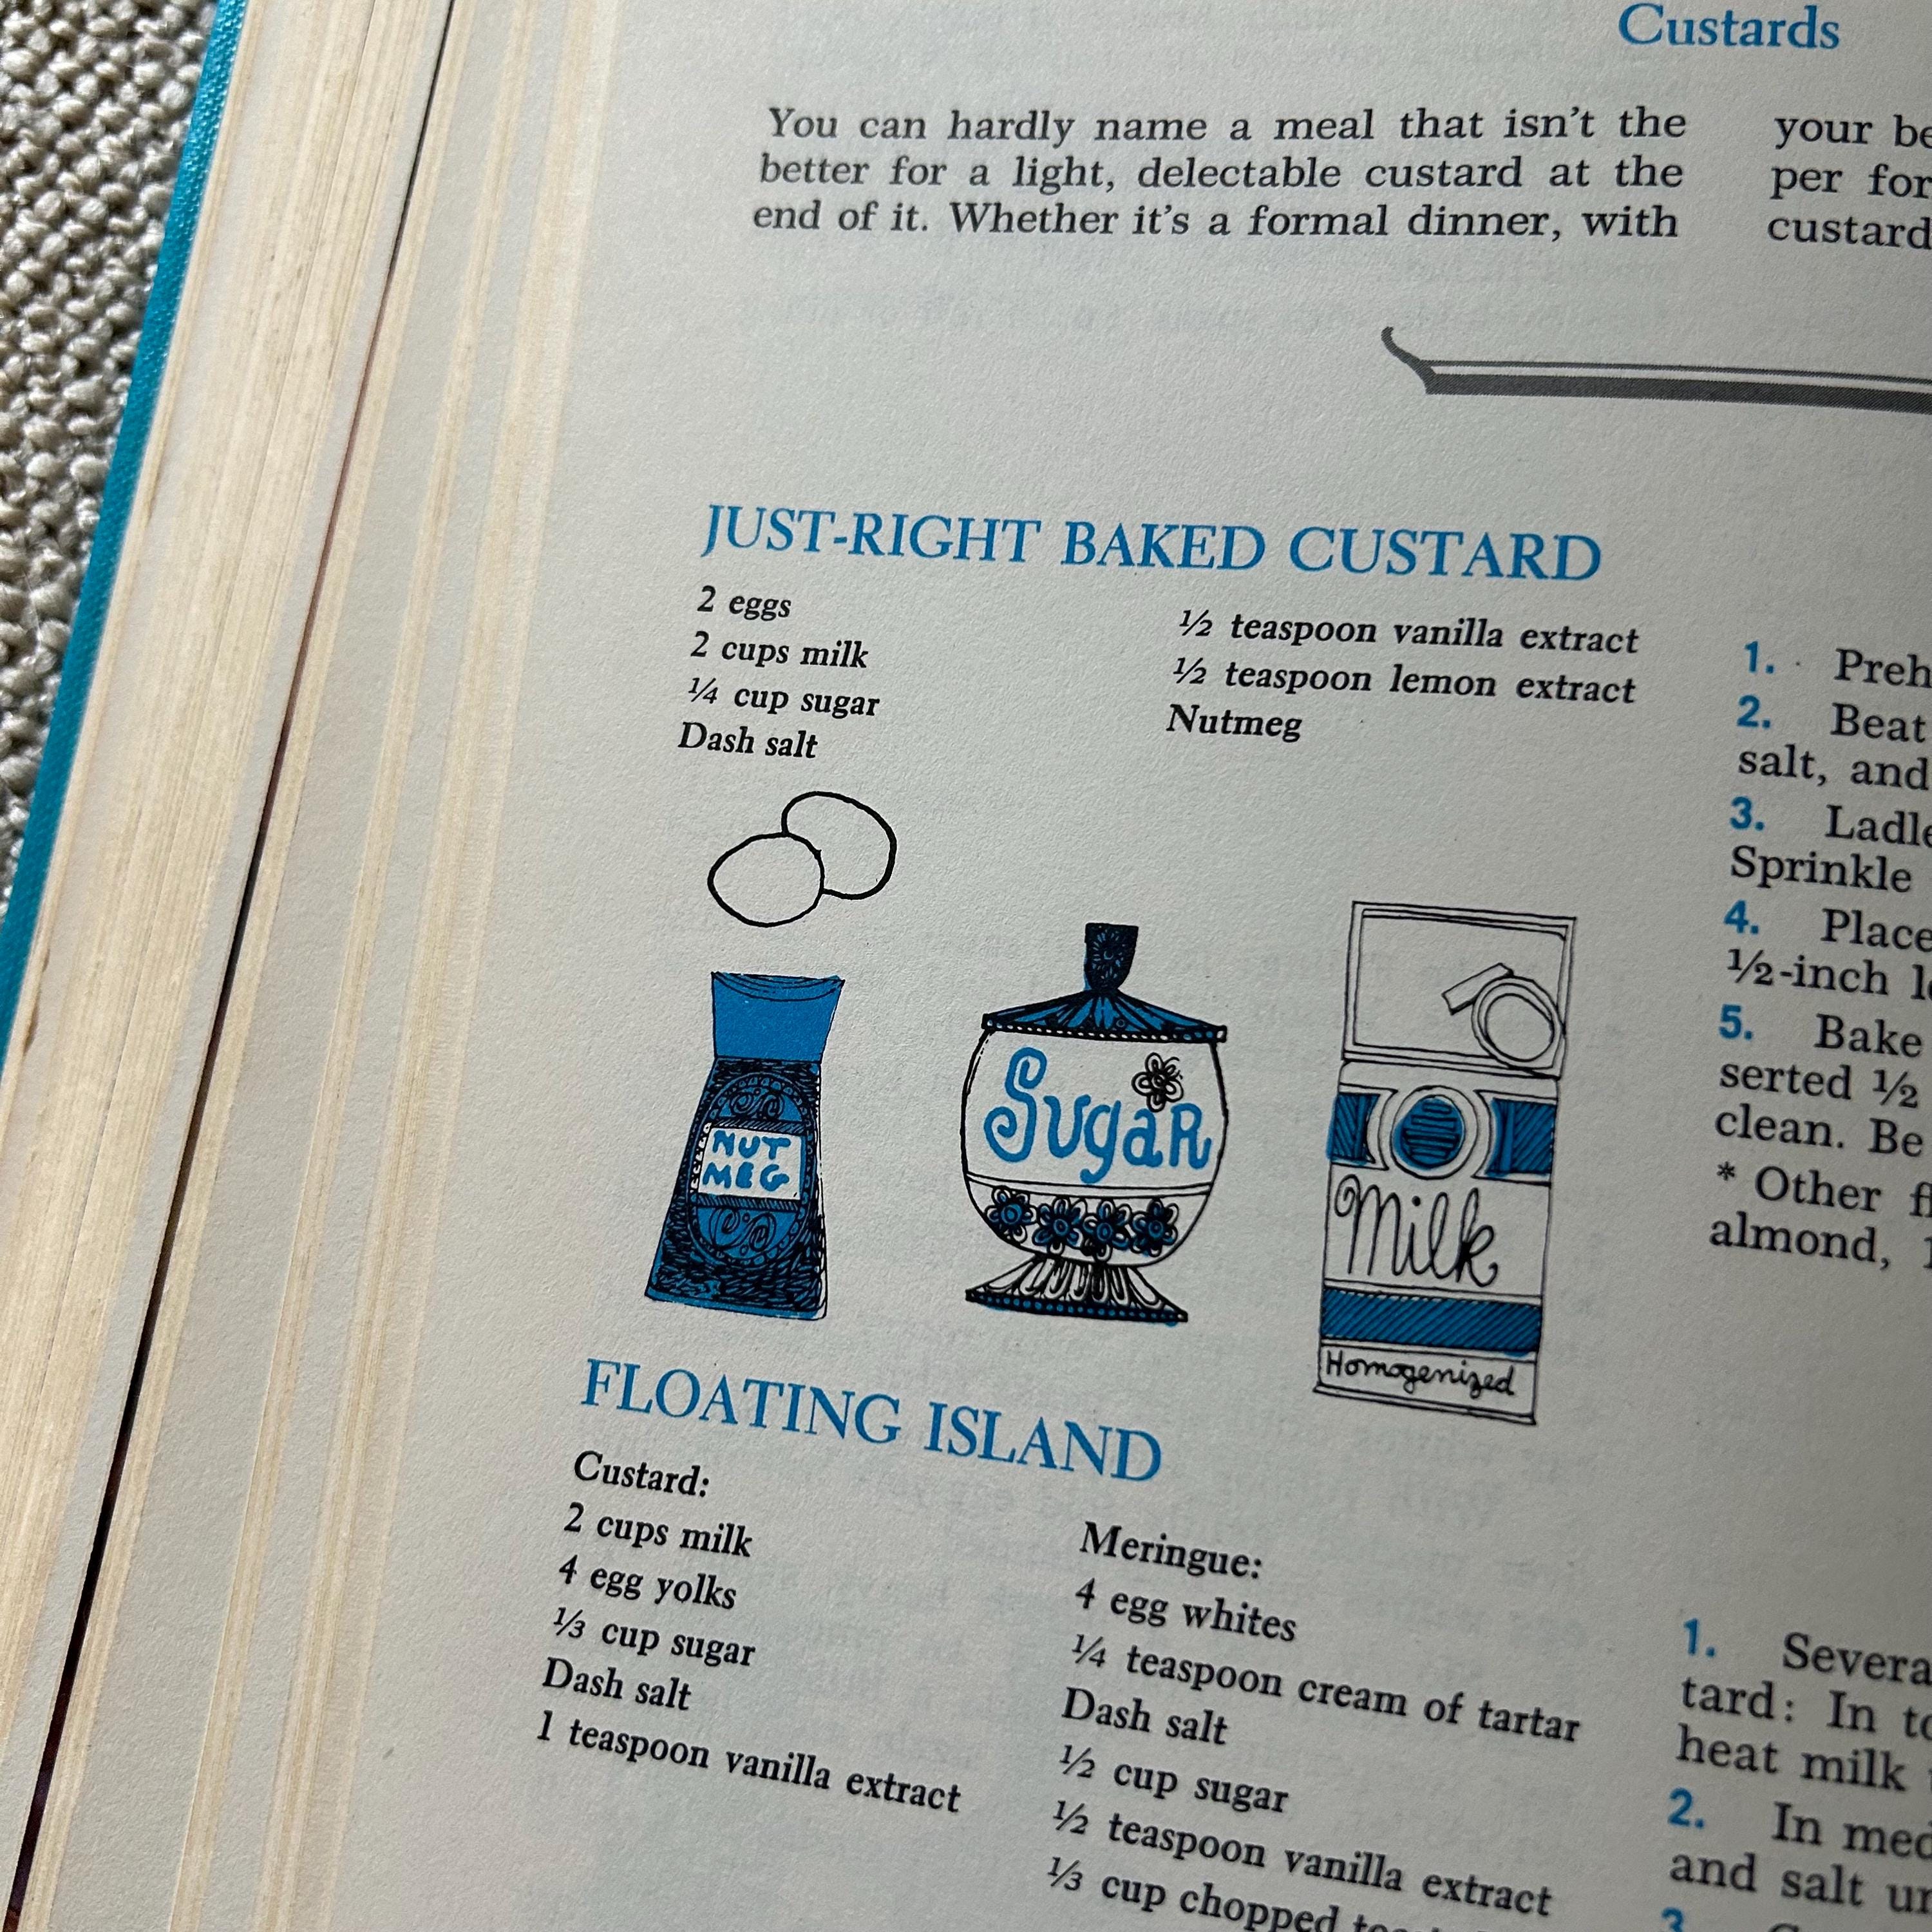 Custards
You can hardly name a meal that isn't the
better for a light, delectable custard at the
end of it. Whether it's a formal dinner, with
your
per for
custard
JUST-RIGHT BAKED CUSTARD
2 eggs
2 cups milk
¼ cup sugar
Dash salt
½ teaspoon vanilla extract
½ teaspoon lemon extract
Nutmeg
NUT
MEG
Sugar
Milk
Homogenized
1.
2. Beat
salt, and
3.
Sprinkle
4. Place
½-inch
5. Bake
serted ½
clean. Be
* Other
almond,
FLOATING ISLAND
Custard:
2 cups milk
4 egg yolks
⅓ cup sugar
Dash salt
1 teaspoon vanilla extract
Meringue:
4 egg whites
¼ teaspoon cream of tartar
Dash salt
½ cup sugar
½ teaspoon vanilla extract
⅓ cup chopped
1.
tard: In
heat milk
2. In
and salt
3.